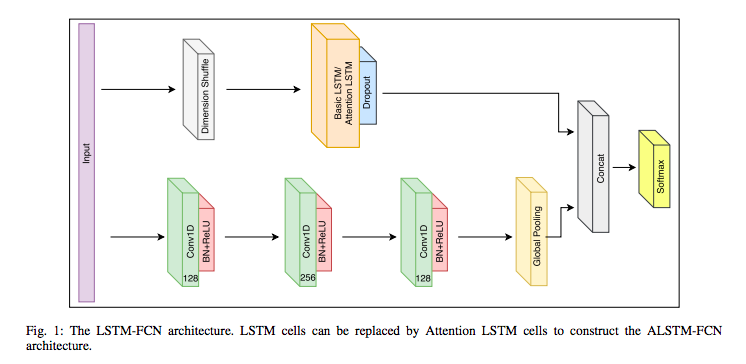 Input
Dimension Shuffle
Basic LSTM/
Attention LSTM
Dropout
Conv1D
128
BN+ReLU
Conv1D
256
BN+ReLU
Conv1D
128
BN+ReLU
Global Pooling
Concat
Softmax
Fig. 1: The LSTM-FCN architecture. LSTM cells can be replaced by Attention LSTM cells to construct the ALSTM-FCN
architecture.